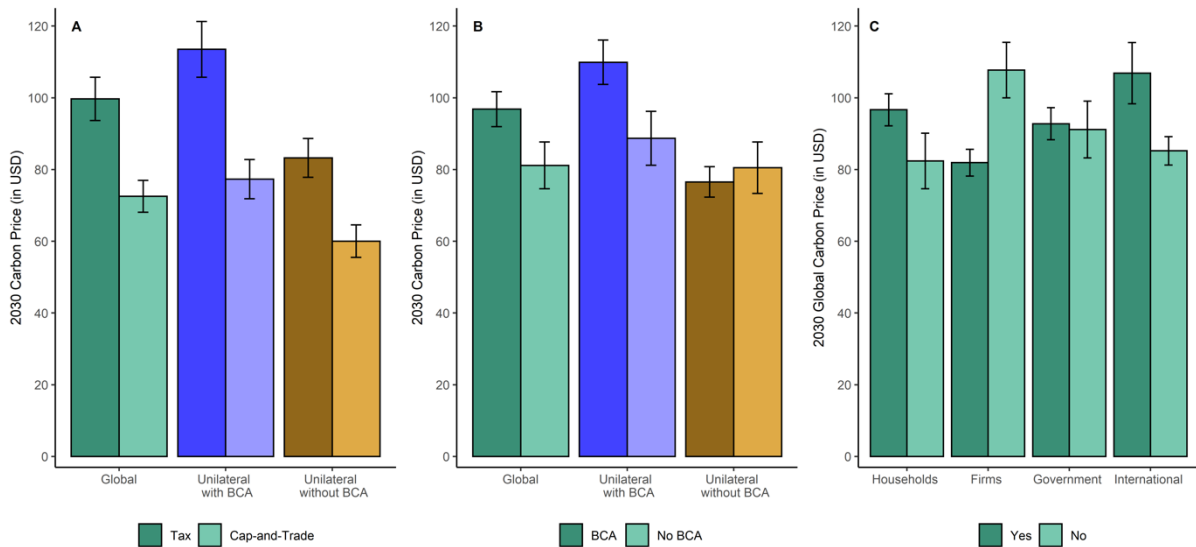 A
2030 Carbon Price (in USD)
120
100
80
60
40
20
0
Global
Unilateral
with BCA
Unilateral
without BCA
Tax
Cap-and-Trade
B
2030 Carbon Price (in USD)
120
100
80
60
40
20
0
Global
Unilateral
with BCA
Unilateral
without BCA
BCA
No BCA
C
2030 Global Carbon Price (in USD)
120
100
80
60
40
20
0
Households
Firms
Government
International
Yes
No